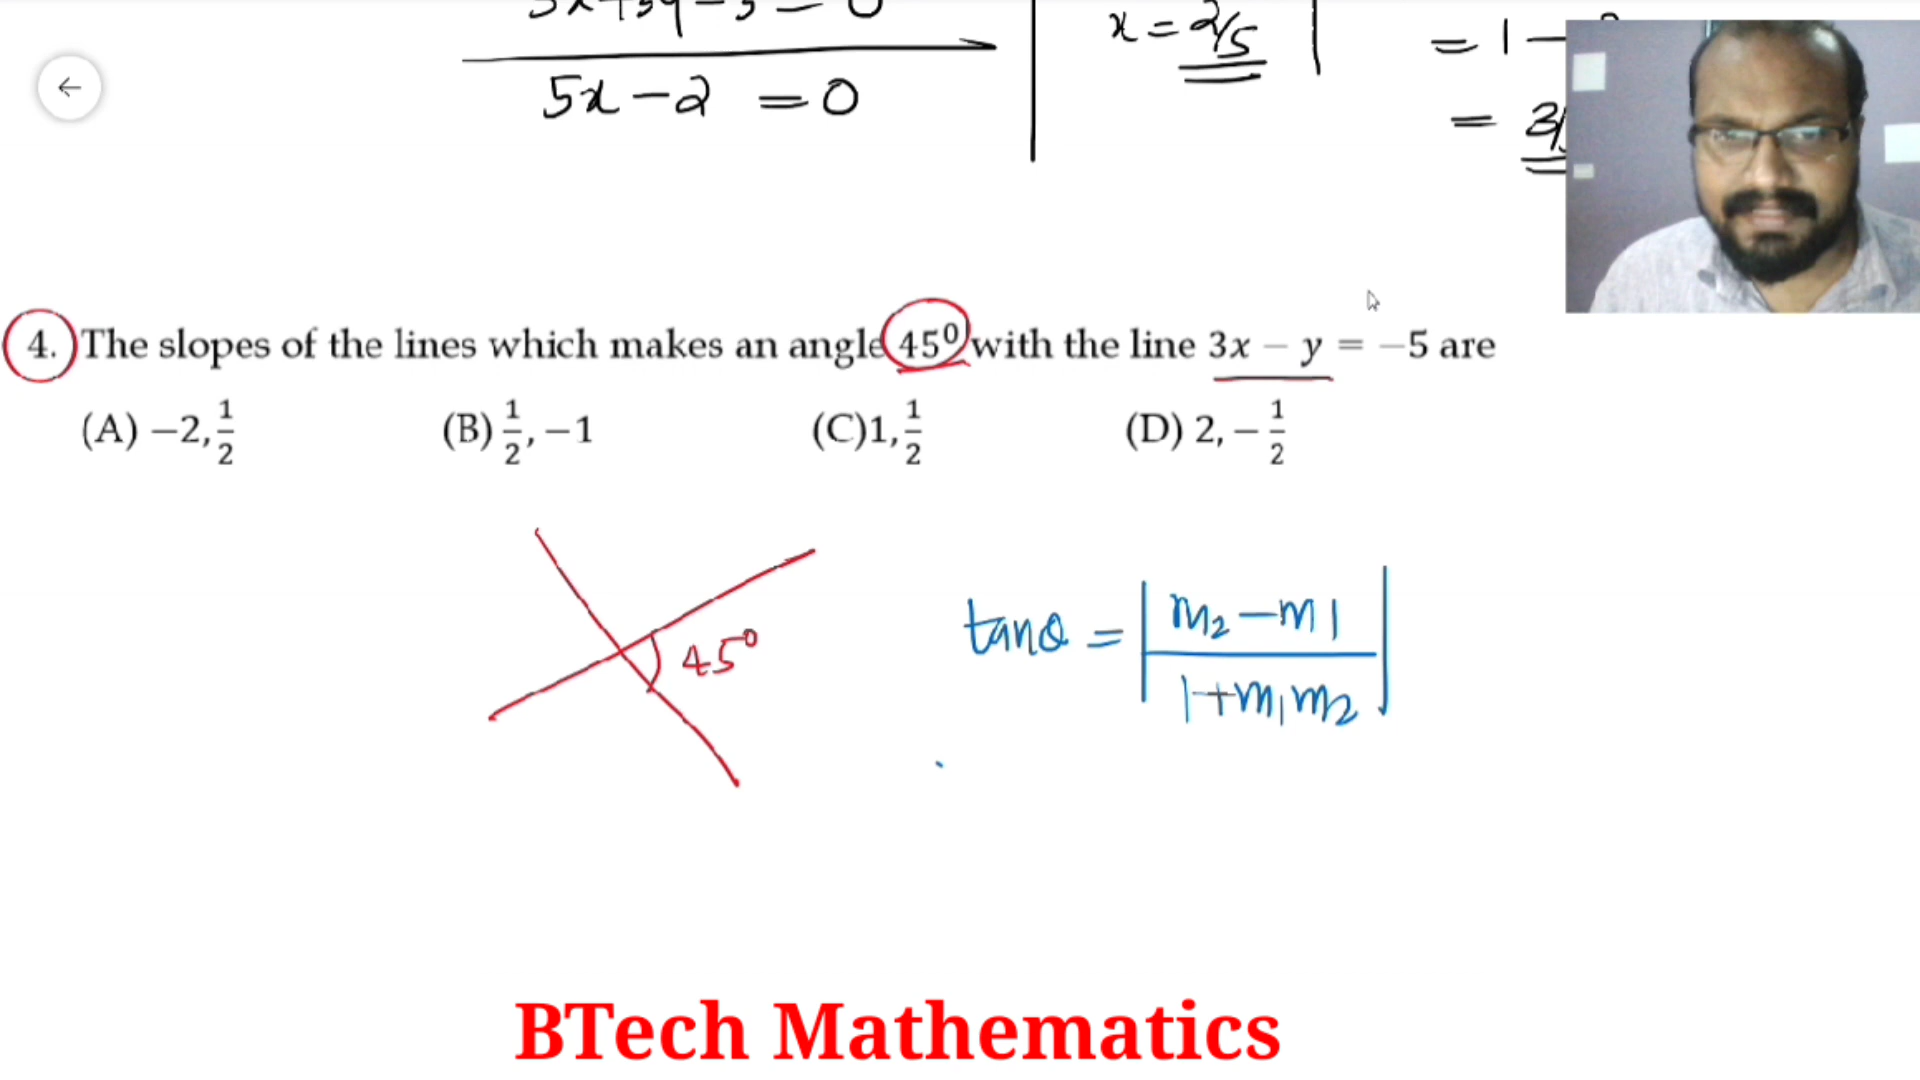 5x - 2 = 0
x = 2/5
= 1 -
4. The slopes of the lines which makes an angle 45⁰ with the line 3x − y = −5 are
(A) −2, 1/2 (B) 1/2, −1 (C)1, 1/2 (D) 2, − 1/2
45⁰
tanθ = | m₂ - m1 / 1+m₁m₂ |
BTech Mathematics